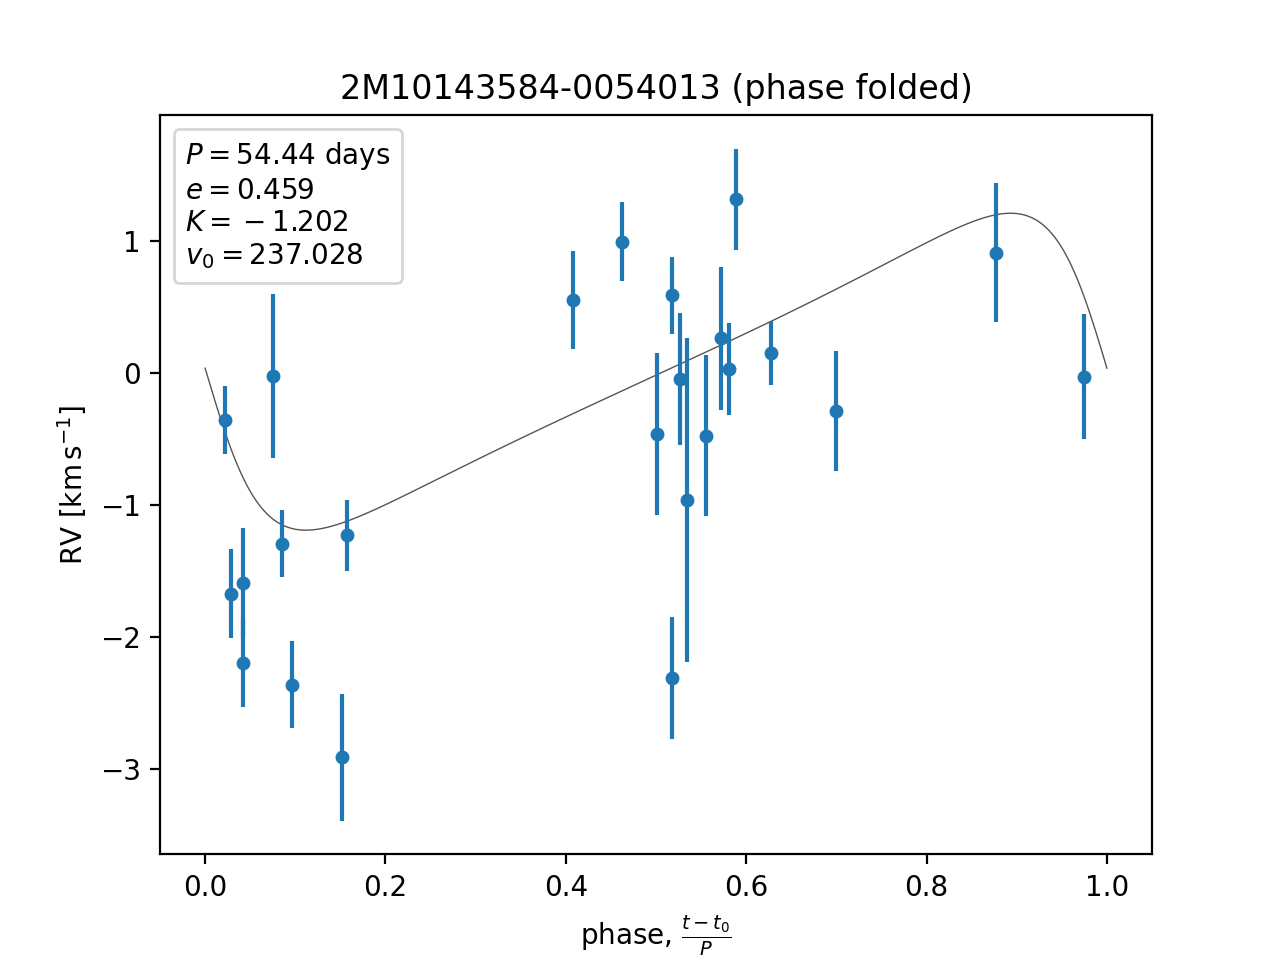 2M10143584-0054013 (phase folded)
P = 54.44 days
e = 0.459
K = −1.202
v₀ = 237.028
1
0
−1
−2
−3
RV [km s⁻¹]
0.0 0.2 0.4 0.6 0.8 1.0
phase, (t − t₀)/P